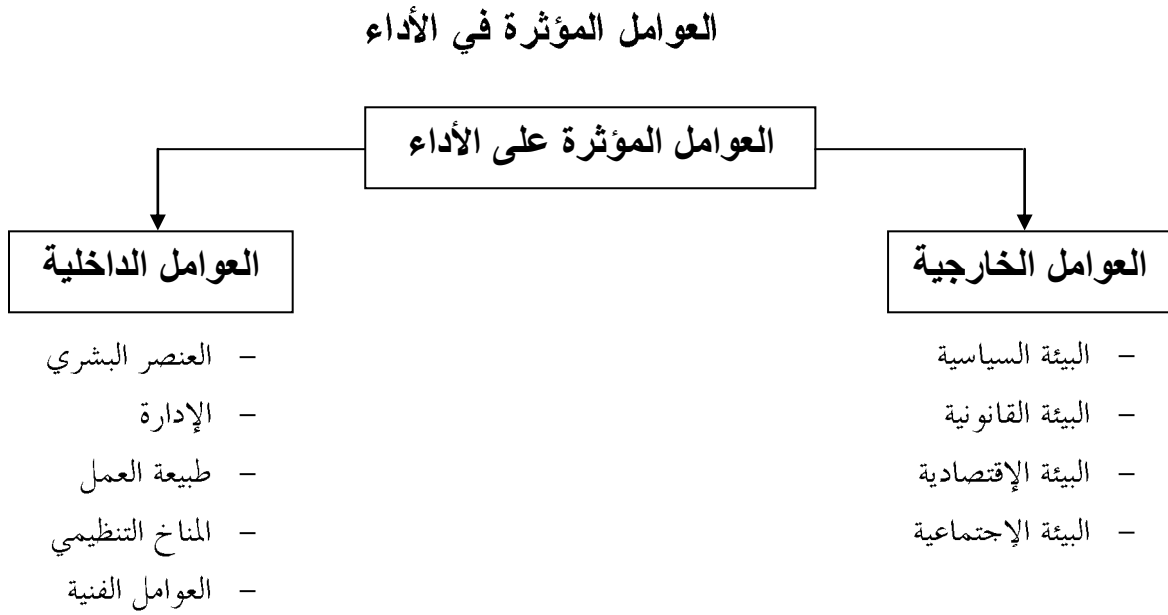 العوامل المؤثرة في الأداء
العوامل المؤثرة على الأداء
العوامل الخارجية
– البيئة السياسية
– البيئة القانونية
– البيئة الإقتصادية
– البيئة الإجتماعية
العوامل الداخلية
– العنصر البشري
– الإدارة
– طبيعة العمل
– المناخ التنظيمي
– العوامل الفنية